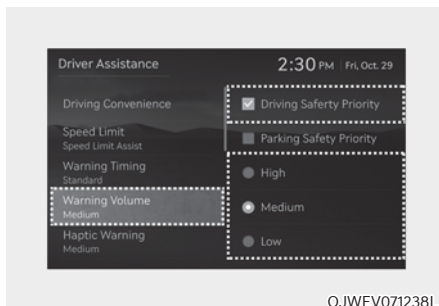 Driver Assistance
2:30 PM Fri, Oct. 29
Driving Convenience
Speed Limit
Speed Limit Assist
Warning Timing
Standard
Warning Volume
Medium
Haptic Warning
Medium
Driving Saferty Priority
Parking Safety Priority
High
Medium
Low
OJWEV071238L